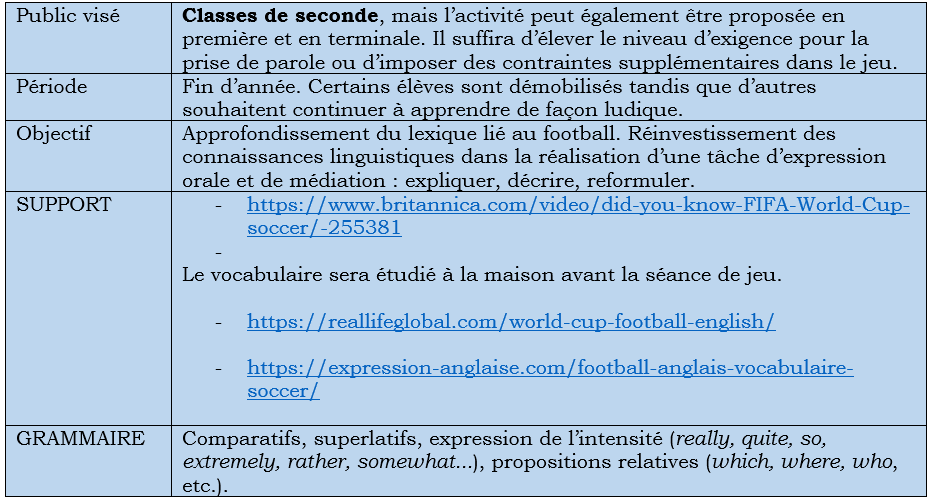 Public visé
Classes de seconde, mais l'activité peut également être proposée en
première et en terminale. Il suffira d'élever le niveau d'exigence pour la
prise de parole ou d'imposer des contraintes supplémentaires dans le jeu.
Période
Fin d'année. Certains élèves sont démobilisés tandis que d'autres
souhaitent continuer à apprendre de façon ludique.
Objectif
Approfondissement du lexique lié au football. Réinvestissement des
connaissances linguistiques dans la réalisation d'une tâche d'expression
orale et de médiation : expliquer, décrire, reformuler.
SUPPORT
- https://www.britannica.com/video/did-you-know-FIFA-World-Cup-
soccer/-255381
-
Le vocabulaire sera étudié à la maison avant la séance de jeu.
- https://reallifeglobal.com/world-cup-football-english/
- https://expression-anglaise.com/football-anglais-vocabulaire-
soccer/
GRAMMAIRE
Comparatifs, superlatifs, expression de l'intensité (really, quite, so,
extremely, rather, somewhat...), propositions relatives (which, where, who,
etc.).